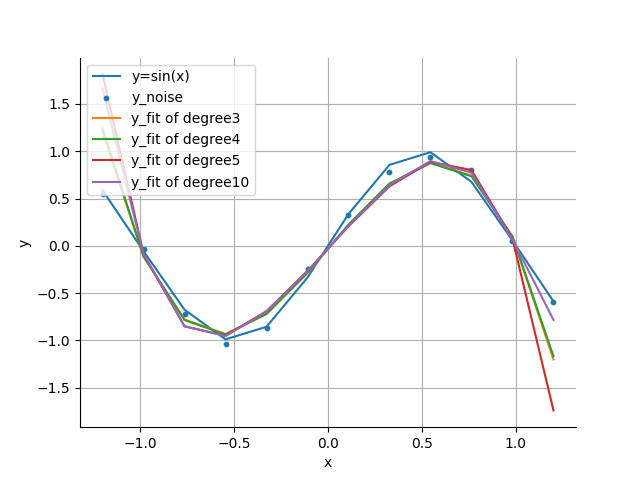 y=sin(x)
y_noise
y_fit of degree3
y_fit of degree4
y_fit of degree5
y_fit of degree10
1.5
1.0
0.5
0.0
−0.5
−1.0
−1.5
y
−1.0 −0.5 0.0 0.5 1.0
x